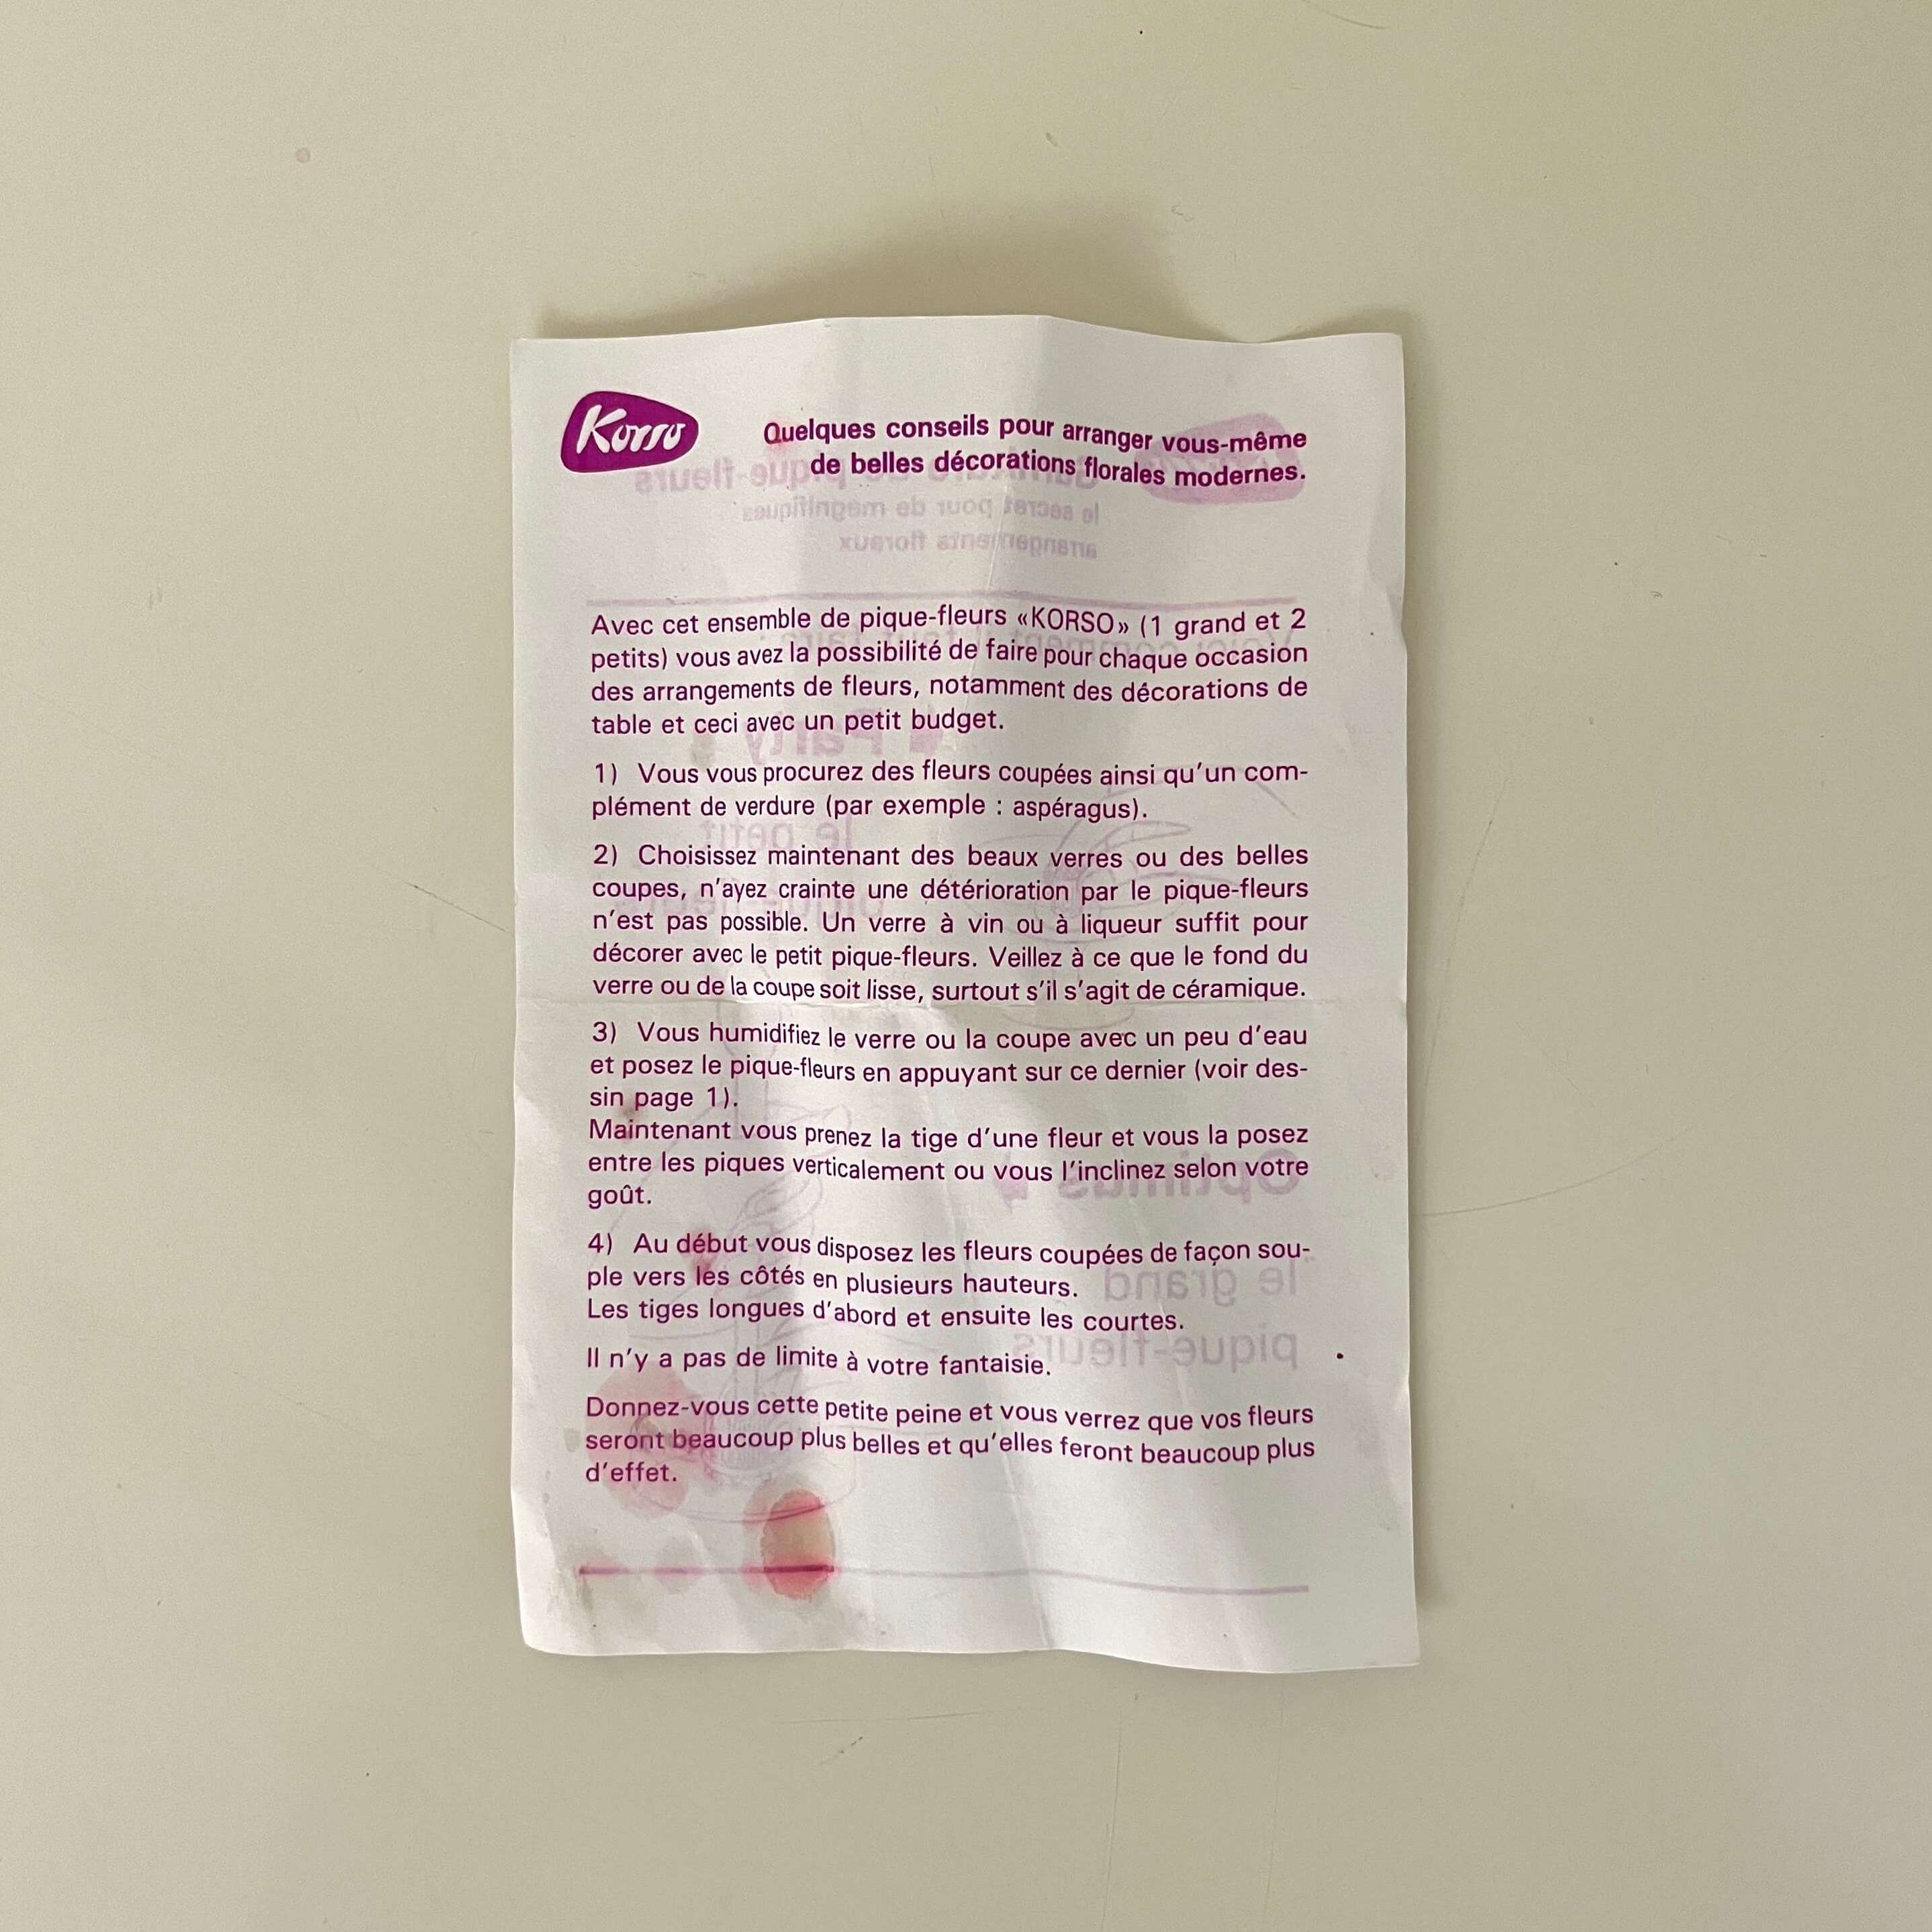 Korso
Quelques conseils pour arranger vous-même
de belles décorations florales modernes.
Avec cet ensemble de pique-fleurs «KORSO» (1 grand et 2
petits) vous avez la possibilité de faire pour chaque occasion
des arrangements de fleurs, notamment des décorations de
table et ceci avec un petit budget.
1) Vous vous procurez des fleurs coupées ainsi qu'un com-
plément de verdure (par exemple : aspéragus).
2) Choisissez maintenant des beaux verres ou des belles
coupes, n'ayez crainte une détérioration par le pique-fleurs
n'est pas possible. Un verre à vin ou à liqueur suffit pour
décorer avec le petit pique-fleurs. Veillez à ce que le fond du
verre ou de la coupe soit lisse, surtout s'il s'agit de céramique.
3) Vous humidifiez le verre ou la coupe avec un peu d'eau
et posez le pique-fleurs en appuyant sur ce dernier (voir des-
sin page 1).
Maintenant vous prenez la tige d'une fleur et vous la posez
entre les piques verticalement ou vous l'inclinez selon votre
goût.
4) Au début vous disposez les fleurs coupées de façon sou-
ple vers les côtés en plusieurs hauteurs.
Les tiges longues d'abord et ensuite les courtes.
Il n'y a pas de limite à votre fantaisie.
Donnez-vous cette petite peine et vous verrez que vos fleurs
seront beaucoup plus belles et qu'elles feront beaucoup plus
d'effet.